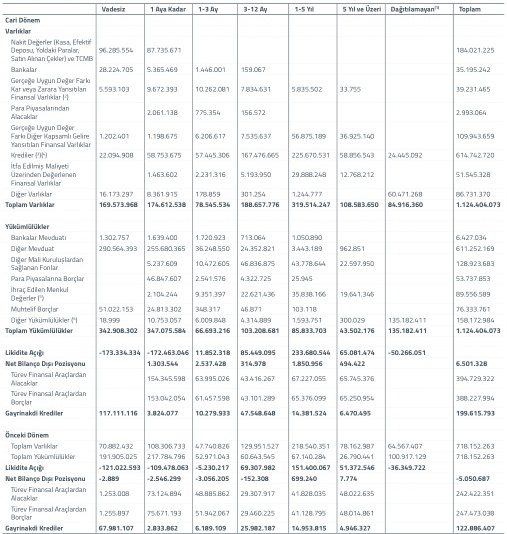 Vadesiz 1 Aya Kadar 1-3 Ay 3-12 Ay 1-5 Yıl 5 Yıl ve Üzeri Dağıtılamayan(1) Toplam
Cari Dönem
Varlıklar
Nakit Değerler (Kasa, Efektif
Deposu, Yoldaki Paralar, 96.285.554 87.735.671 184.021.225
Satın Alınan Çekler) ve TCMB
Bankalar 28.224.705 5.365.469 1.446.001 159.067 35.195.242
Gerçeğe Uygun Değer Farkı
Kar veya Zarara Yansıtılan 5.593.103 9.672.393 10.262.081 7.834.631 5.835.502 33.755 39.231.465
Finansal Varlıklar (2)
Para Piyasalarından 2.061.138 775.354 156.572 2.993.064
Alacaklar
Gerçeğe Uygun Değer
Farkı Diğer Kapsamlı Gelire 1.202.401 1.198.675 6.206.617 7.535.637 56.875.189 36.925.140 109.943.659
Yansıtılan Finansal Varlıklar
Krediler (3)(4) 22.094.908 58.753.675 57.445.306 167.476.665 225.670.531 58.856.543 24.445.092 614.742.720
İtfa Edilmiş Maliyeti
Üzerinden Değerlenen 1.463.602 2.231.316 5.193.950 29.888.248 12.768.212 51.545.328
Finansal Varlıklar
Diğer Varlıklar 16.173.297 8.361.915 178.859 301.254 1.244.777 60.471.268 86.731.370
Toplam Varlıklar 169.573.968 174.612.538 78.545.534 188.657.776 319.514.247 108.583.650 84.916.360 1.124.404.073
Yükümlülükler
Bankalar Mevduatı 1.302.757 1.639.400 1.720.923 713.064 1.050.890 6.427.034
Diğer Mevduat 290.564.393 255.680.365 36.248.550 24.352.821 3.443.189 962.851 611.252.169
Diğer Mali Kuruluşlardan 5.237.609 10.472.605 46.836.875 43.778.644 22.597.950 128.923.683
Sağlanan Fonlar
Para Piyasalarına Borçlar 46.847.607 2.541.576 4.322.725 25.945 53.737.853
İhraç Edilen Menkul 2.104.244 9.351.397 22.621.436 35.838.166 19.641.346 89.556.589
Değerler (5)
Muhtelif Borçlar 51.022.153 24.813.302 348.317 46.871 103.118 76.333.761
Diğer Yükümlülükler (6) 18.999 10.753.057 6.009.848 4.314.889 1.593.751 300.029 135.182.411 158.172.984
Toplam Yükümlülükler 342.908.302 347.075.584 66.693.216 103.208.681 85.833.703 43.502.176 135.182.411 1.124.404.073
Likidite Açığı -173.334.334 -172.463.046 11.852.318 85.449.095 233.680.544 65.081.474 -50.266.051
Net Bilanço Dışı Pozisyonu 1.303.544 2.537.428 314.978 1.850.956 494.422 6.501.328
Türev Finansal Araçlardan 154.345.598 63.995.026 43.416.267 67.227.055 65.745.376 394.729.322
Alacaklar
Türev Finansal Araçlardan 153.042.054 61.457.598 43.101.289 65.376.099 65.250.954 388.227.994
Borçlar
Gayrinakdi Krediler 117.111.116 3.824.077 10.279.933 47.548.648 14.381.524 6.470.495 199.615.793
Önceki Dönem
Toplam Varlıklar 70.882.432 108.306.733 47.740.826 129.951.527 218.540.351 78.162.987 64.567.407 718.152.263
Toplam Yükümlülükler 191.905.025 217.784.796 52.971.043 60.643.545 67.140.284 26.790.441 100.917.129 718.152.263
Likidite Açığı -121.022.593 -109.478.063 -5.230.217 69.307.982 151.400.067 51.372.546 -36.349.722
Net Bilanço Dışı Pozisyonu -2.889 -2.546.299 -3.056.205 -152.308 699.240 7.774 -5.050.687
Türev Finansal Araçlardan 1.253.008 73.124.894 48.885.862 29.307.917 41.828.035 48.022.635 242.422.351
Alacaklar
Türev Finansal Araçlardan 1.255.897 75.671.193 51.942.067 29.460.225 41.128.795 48.014.861 247.473.038
Borçlar
Gayrinakdi Krediler 67.981.107 2.833.862 6.189.109 25.982.187 14.953.815 4.946.327 122.886.407